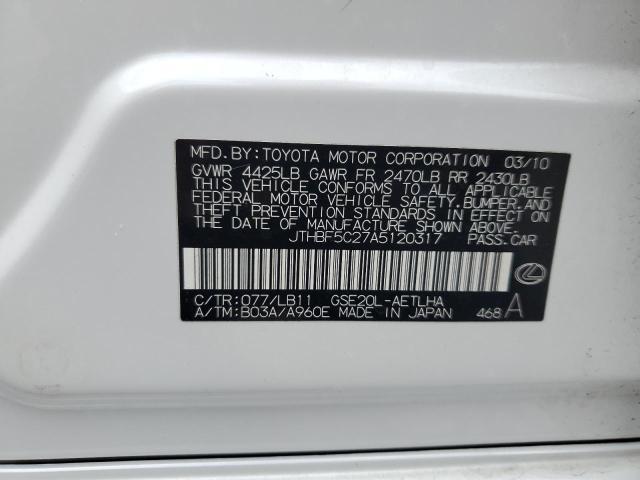 MFD.BY:TOYOTA MOTOR CORPORATION 03/10
GVWR 4425LB GAWR FR 2470LB RR 2430LB
THIS VEHICLE CONFORMS TO ALL APPLICABLE
FEDERAL MOTOR VEHICLE SAFETY,BUMPER,AND
THEFT PREVENTION STANDARDS IN EFFECT ON
THE DATE OF MANUFACTURE SHOWN ABOVE.
JTHBF5C27A5120317 PASS.CAR
C/TR:077/LB11 GSE20L-AETLHA
A/TM:B03A/A960E MADE IN JAPAN 468 A